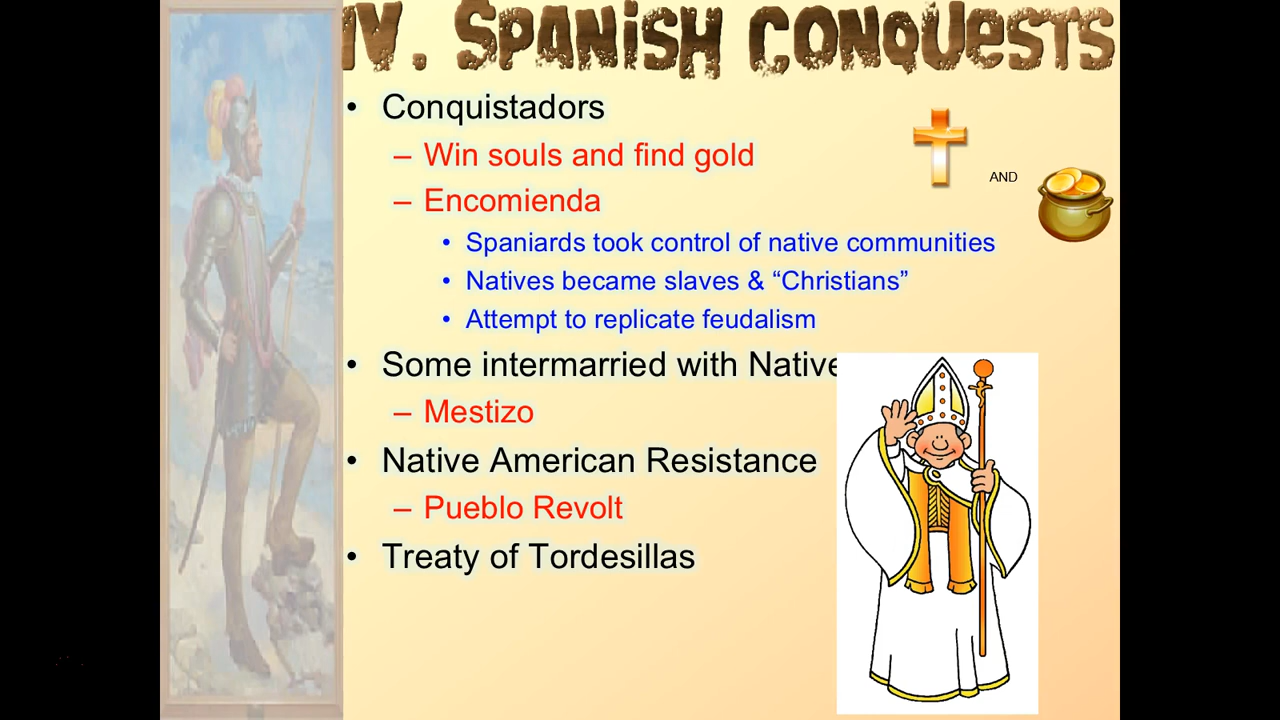 IV. Spanish Conquests
• Conquistadors
– Win souls and find gold
AND
– Encomienda
• Spaniards took control of native communities
• Natives became slaves & “Christians”
• Attempt to replicate feudalism
• Some intermarried with Native
– Mestizo
• Native American Resistance
– Pueblo Revolt
• Treaty of Tordesillas